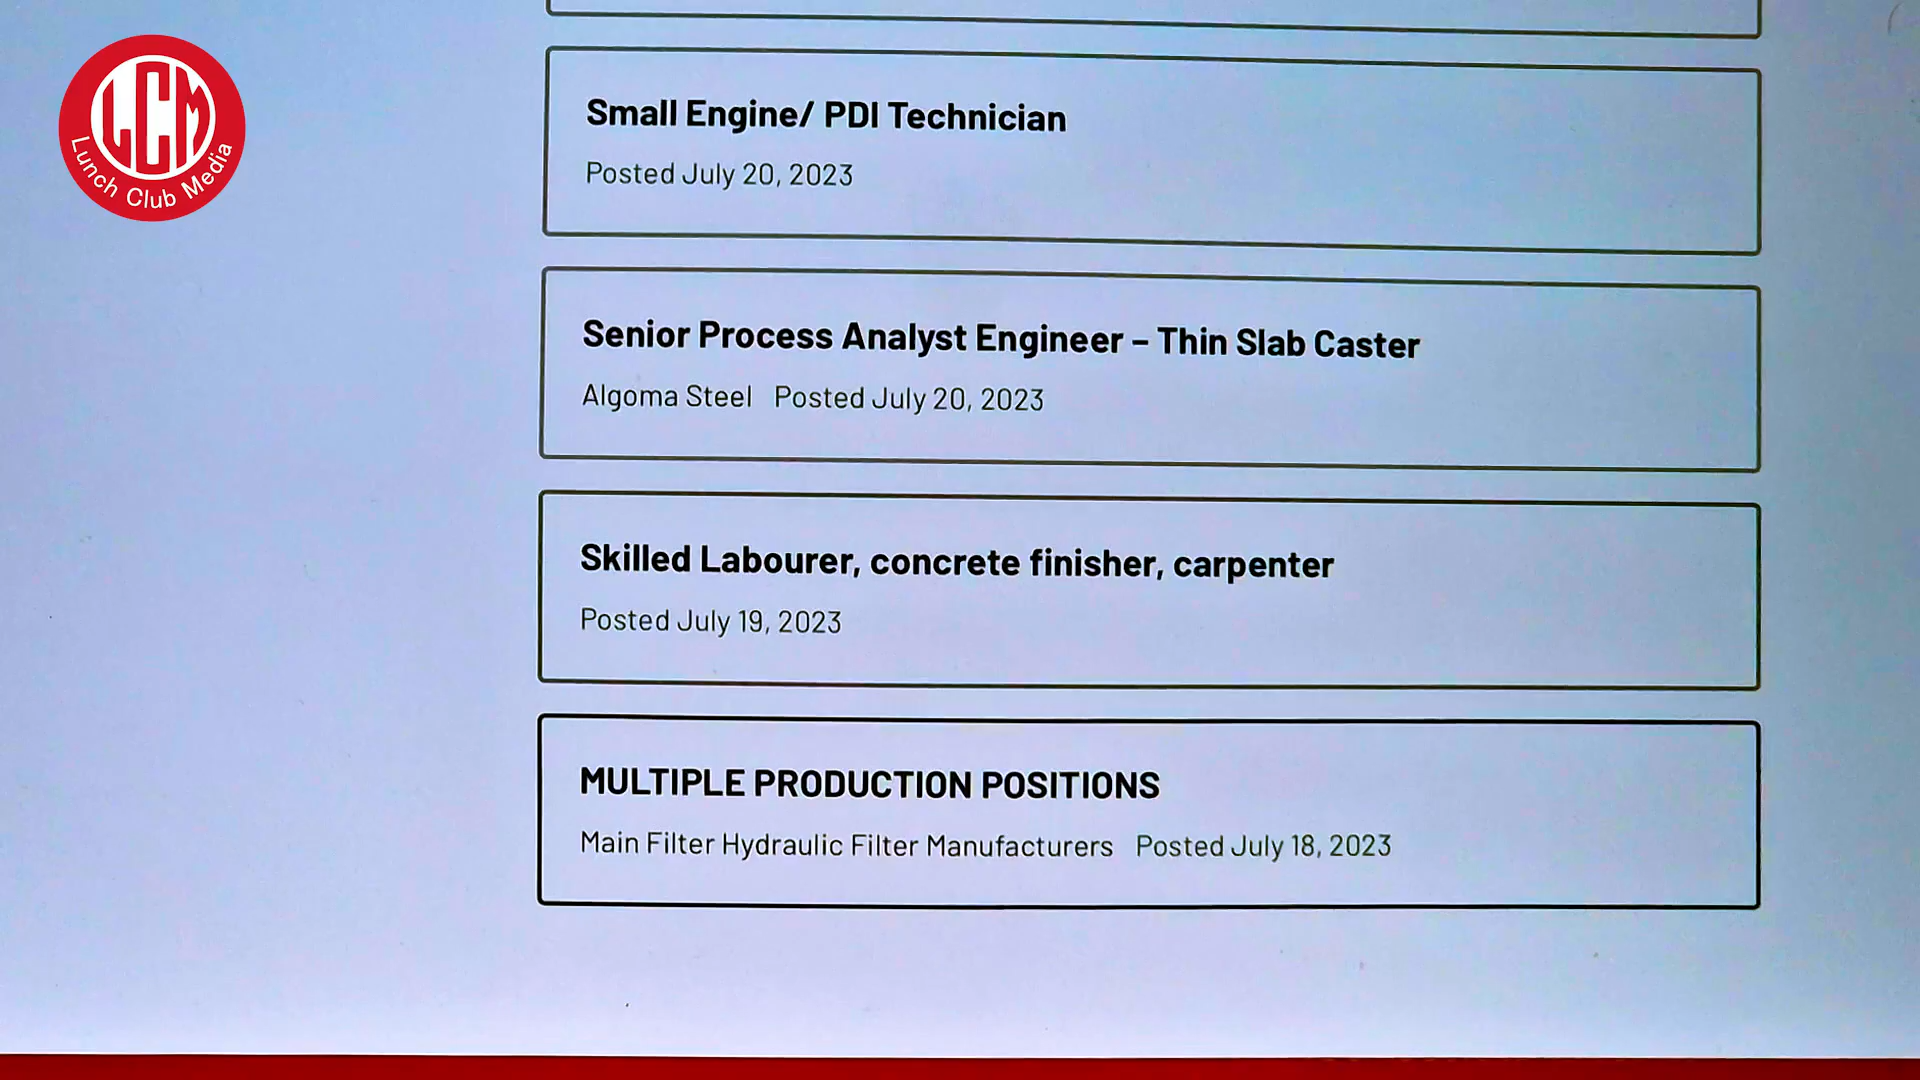 LCM
Lunch Club Media
Small Engine/ PDI Technician
Posted July 20, 2023
Senior Process Analyst Engineer – Thin Slab Caster
Algoma Steel Posted July 20, 2023
Skilled Labourer, concrete finisher, carpenter
Posted July 19, 2023
MULTIPLE PRODUCTION POSITIONS
Main Filter Hydraulic Filter Manufacturers Posted July 18, 2023